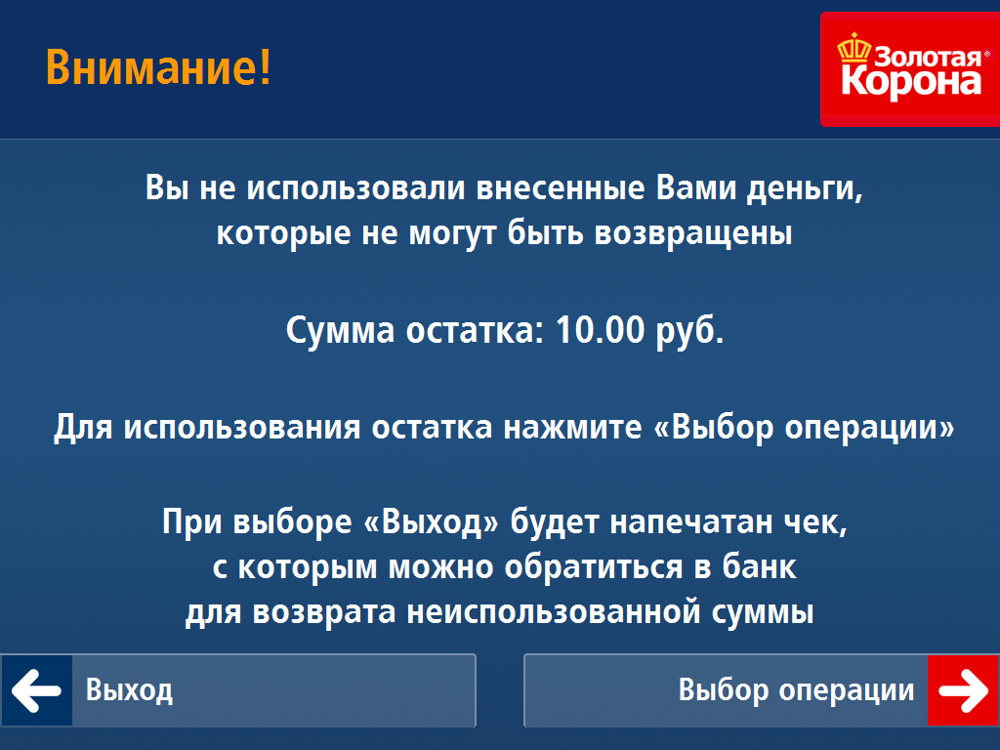 Внимание!
Золотая
Корона
Вы не использовали внесенные Вами деньги,
которые не могут быть возвращены
Сумма остатка: 10.00 руб.
Для использования остатка нажмите «Выбор операции»
При выборе «Выход» будет напечатан чек,
с которым можно обратиться в банк
для возврата неиспользованной суммы
Выход
Выбор операции